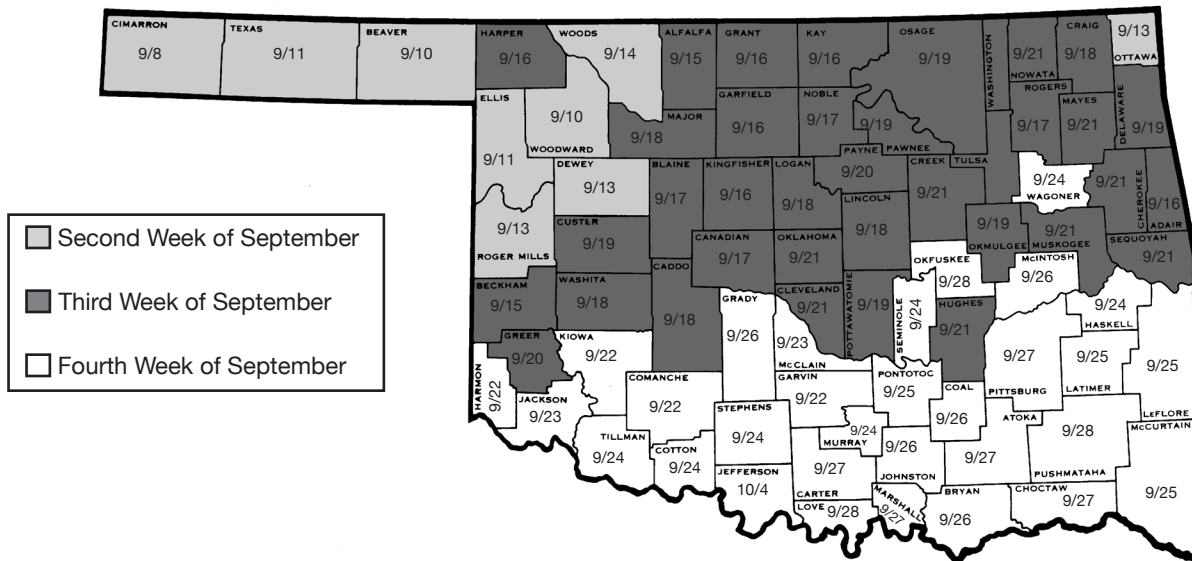 CIMARRON
9/8
TEXAS
9/11
BEAVER
9/10
HARPER
9/16
WOODS
9/14
ALFALFA
9/15
GRANT
9/16
KAY
9/16
OSAGE
9/19
WASHINGTON
9/21
NOWATA
CRAIG
9/18
9/13
OTTAWA
ELLIS
9/11
9/10
WOODWARD
MAJOR
9/18
GARFIELD
9/16
NOBLE
9/17
9/19
PAWNEE
ROGERS
9/17
MAYES
9/21
DELAWARE
9/19
DEWEY
9/13
BLAINE
9/17
KINGFISHER
9/16
LOGAN
9/18
PAYNE
9/20
CREEK
9/21
TULSA
9/24
WAGONER
9/21
CHEROKEE
9/16
ADAIR
9/13
ROGER MILLS
CUSTER
9/19
CANADIAN
9/17
OKLAHOMA
9/21
LINCOLN
9/18
9/19
OKMULGEE
9/21
MUSKOGEE
SEQUOYAH
9/21
Second Week of September
Third Week of September
Fourth Week of September
BECKHAM
9/15
WASHITA
9/18
CADDO
9/18
GRADY
9/26
CLEVELAND
9/21
POTTAWATOMIE
9/19
SEMINOLE
9/24
OKFUSKEE
9/28
HUGHES
9/21
McINTOSH
9/26
9/24
HASKELL
GREER
9/20
KIOWA
9/22
9/23
McCLAIN
9/27
PITTSBURG
9/25
LATIMER
9/25
LeFLORE
HARMON
9/22
JACKSON
9/23
COMANCHE
9/22
GARVIN
9/22
PONTOTOC
9/25
COAL
9/26
TILLMAN
9/24
COTTON
9/24
STEPHENS
9/24
9/24
MURRAY
9/26
JOHNSTON
ATOKA
9/27
9/28
PUSHMATAHA
McCURTAIN
9/25
JEFFERSON
10/4
9/27
CARTER
LOVE
9/28
MARSHALL
9/27
BRYAN
9/26
CHOCTAW
9/27